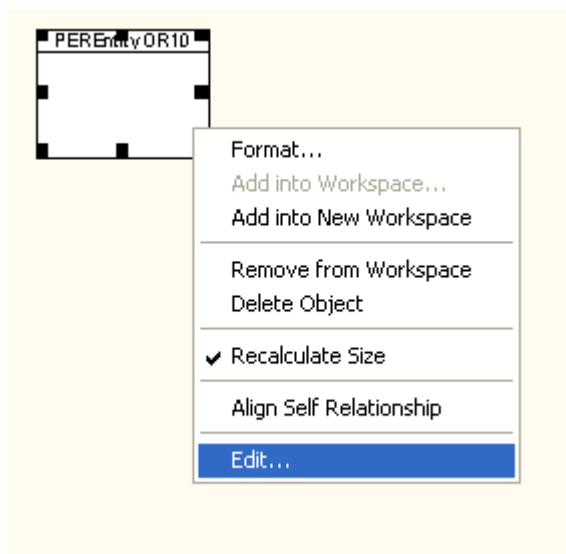 PEREntityOR10
Format...
Add into Workspace...
Add into New Workspace
Remove from Workspace
Delete Object
Recalculate Size
Align Self Relationship
Edit...